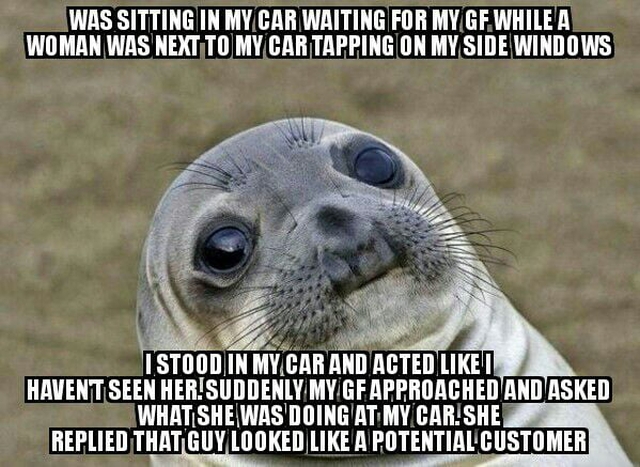 WAS SITTING IN MY CAR WAITING FOR MY GF WHILE A
WOMAN WAS NEXT TO MY CAR TAPPING ON MY SIDE WINDOWS
I STOOD IN MY CAR AND ACTED LIKE I
HAVEN'T SEEN HER. SUDDENLY MY GF APPROACHED AND ASKED
WHAT SHE WAS DOING AT MY CAR. SHE
REPLIED THAT GUY LOOKED LIKE A POTENTIAL CUSTOMER